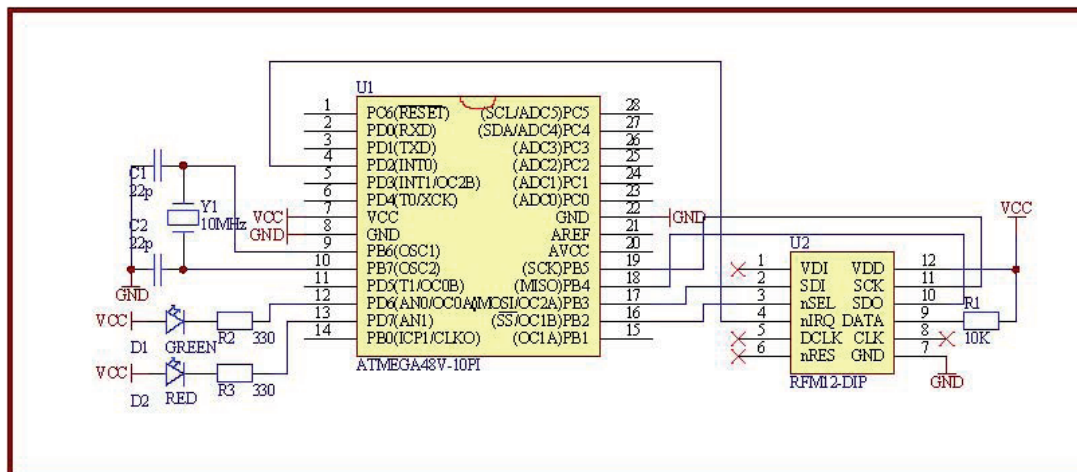 U1
1 PC6(RESET) (SCL/ADC5)PC5 28
2 PD0(RXD) (SDA/ADC4)PC4 27
3 PD1(TXD) (ADC3)PC3 26
4 PD2(INT0) (ADC2)PC2 25
5 PD3(INT1/OC2B) (ADC1)PC1 24
6 PD4(T0/XCK) (ADC0)PC0 23
7 VCC GND 22
8 GND AREF 21
9 PB6(OSC1) AVCC 20
10 PB7(OSC2) (SCK)PB5 19
11 PD5(T1/OC0B) (MISO)PB4 18
12 PD6(AN0/OC0A)(MOSI/OC2A)PB3 17
13 PD7(AN1) (SS/OC1B)PB2 16
14 PB0(ICP1/CLKO) (OC1A)PB1 15
ATMEGA48V-10PI
C1
22p
C2
22p
Y1
10MHz
VCC
GND
GND
GND
VCC
D1 GREEN R2 330
VCC
D2 RED R3 330
VCC
U2
1 VDI VDD 12
2 SDI SCK 11
3 nSEL SDO 10
4 nIRQ DATA 9
5 DCLK CLK 8
6 nRES GND 7
RFM12-DIP
R1
10K
GND